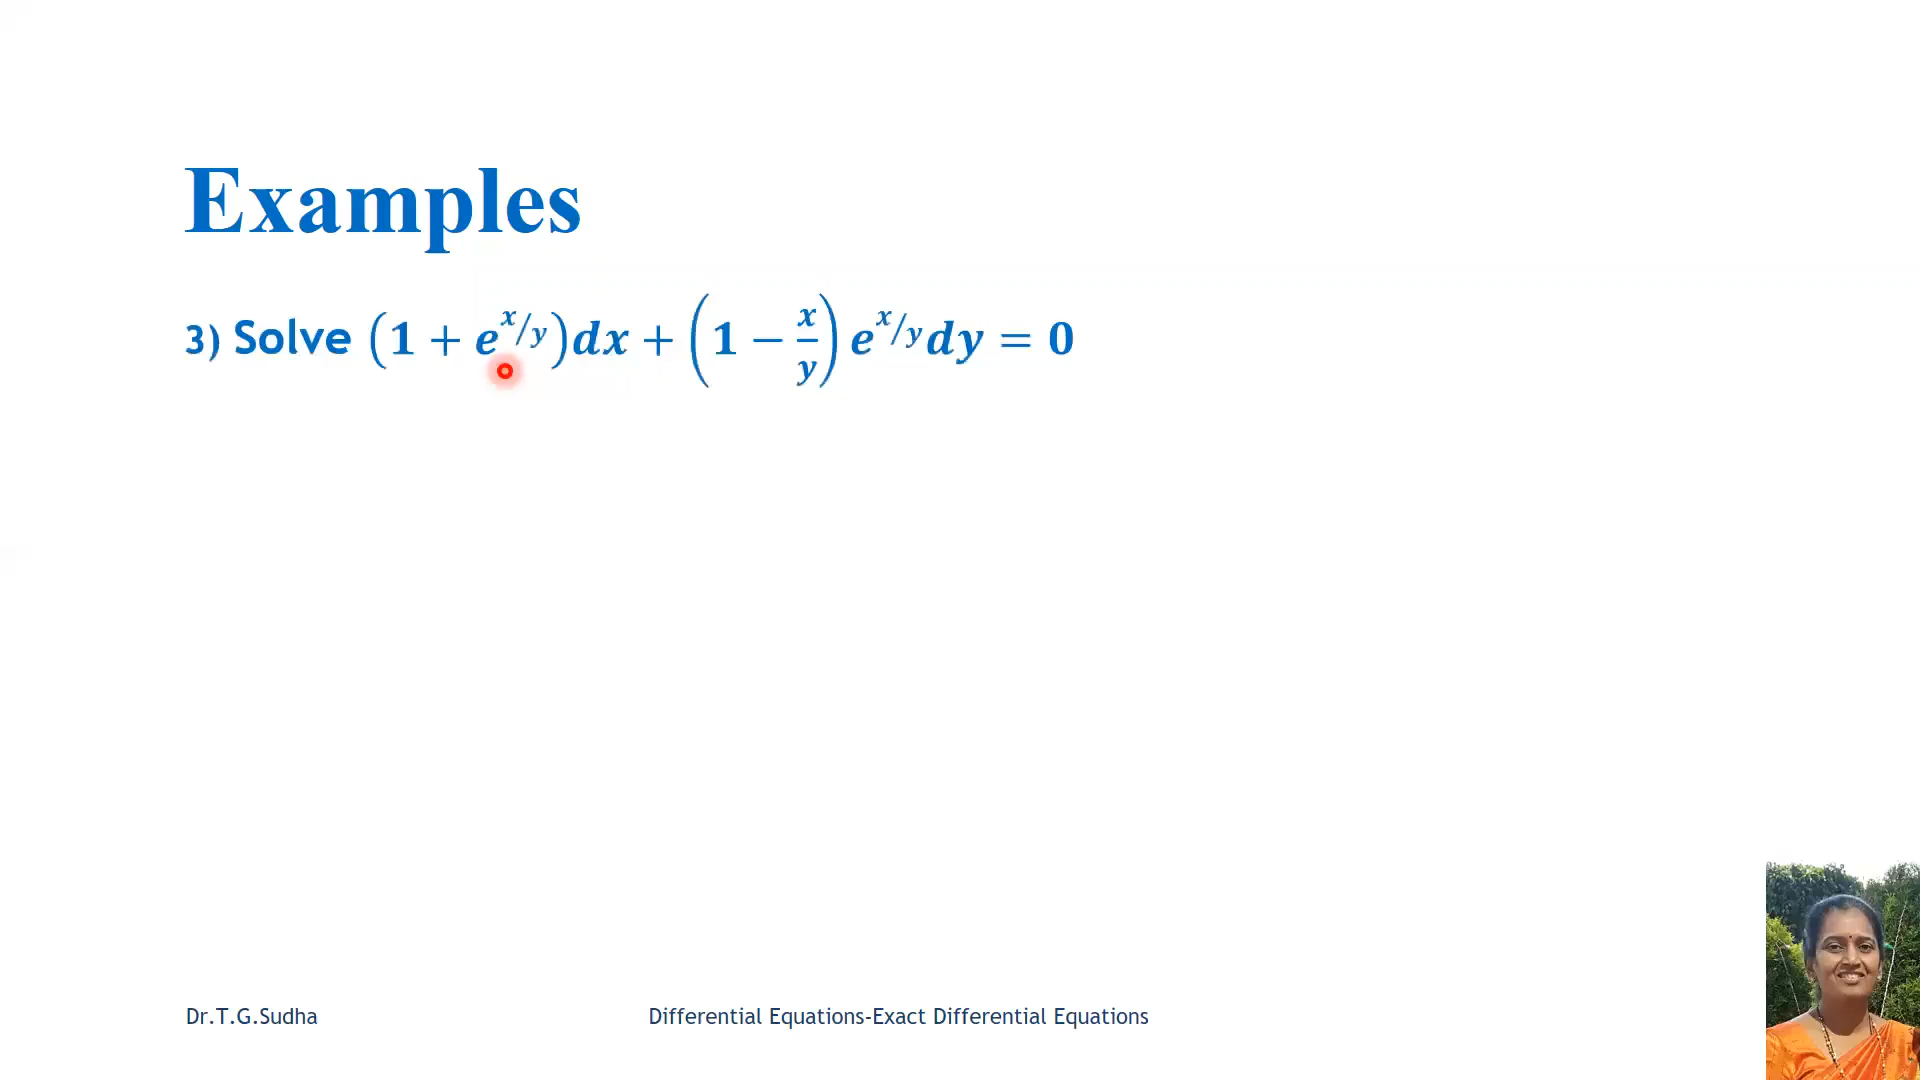 Examples
3) Solve (1 + e^{x/y})dx + (1 − x/y) e^{x/y}dy = 0
Dr.T.G.Sudha
Differential Equations-Exact Differential Equations